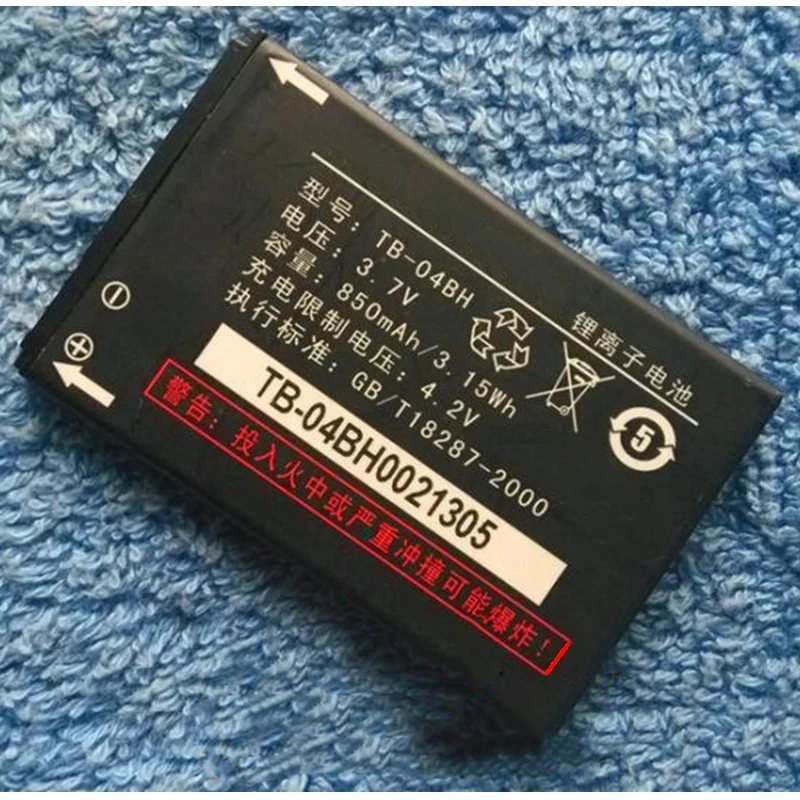 锂离子电池
型号: TB-04BH
电压: 3.7V
容量: 850mAh/3.15Wh
充电限制电压: 4.2V
执行标准: GB/T18287-2000
5
TB-04BH0021305
警告: 投入火中或严重冲撞可能爆炸!